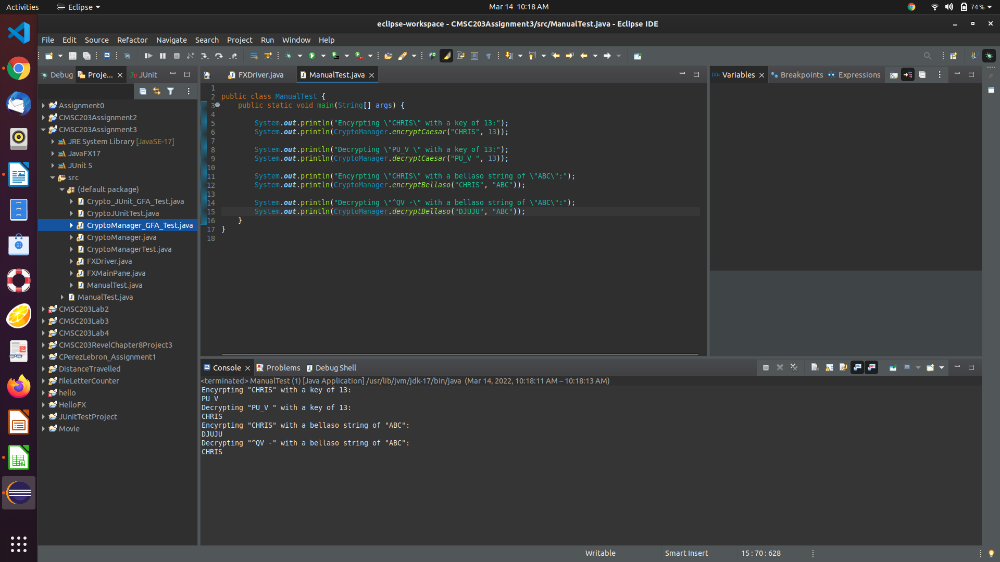 Activities
Eclipse
Mar 14 10:18 AM
74 %
eclipse-workspace - CMSC203Assignment3/src/ManualTest.java - Eclipse IDE
File Edit Source Refactor Navigate Search Project Run Window Help
Debug
Proje...
JUnit
FXDriver.java
ManualTest.java
Variables
Breakpoints
Expressions
Assignment0
CMSC203Assignment2
CMSC203Assignment3
JRE System Library [JavaSE-17]
JavaFX17
JUnit 5
src
(default package)
Crypto_JUnit_GFA_Test.java
CryptoJUnitTest.java
CryptoManager_GFA_Test.java
CryptoManager.java
CryptoManagerTest.java
FXDriver.java
FXMainPane.java
ManualTest.java
ManualTest.java
CMSC203Lab2
CMSC203Lab3
CMSC203Lab4
CMSC203RevelChapter8Project3
CPerezLebron_Assignment1
DistanceTravelled
fileLetterCounter
hello
HelloFX
JUnitTestProject
Movie
1
2 public class ManualTest {
3 public static void main(String[] args) {
4
5 System.out.println("Encyrpting \"CHRIS\" with a key of 13:");
6 System.out.println(CryptoManager.encryptCaesar("CHRIS", 13));
7
8 System.out.println("Decrypting \"PU_V \" with a key of 13:");
9 System.out.println(CryptoManager.decryptCaesar("PU_V ", 13));
10
11 System.out.println("Encyrpting \"CHRIS\" with a bellaso string of \"ABC\":");
12 System.out.println(CryptoManager.encryptBellaso("CHRIS", "ABC"));
13
14 System.out.println("Decrypting \"^QV -\" with a bellaso string of \"ABC\":");
15 System.out.println(CryptoManager.decryptBellaso("DJUJU", "ABC"));
16 }
17 }
18
Console
Problems
Debug Shell
<terminated> ManualTest (1) [Java Application] /usr/lib/jvm/jdk-17/bin/java (Mar 14, 2022, 10:18:11 AM – 10:18:13 AM)
Encyrpting "CHRIS" with a key of 13:
PU_V
Decrypting "PU_V " with a key of 13:
CHRIS
Encyrpting "CHRIS" with a bellaso string of "ABC":
DJUJU
Decrypting "^QV -" with a bellaso string of "ABC":
CHRIS
Writable
Smart Insert
15 : 70 : 628